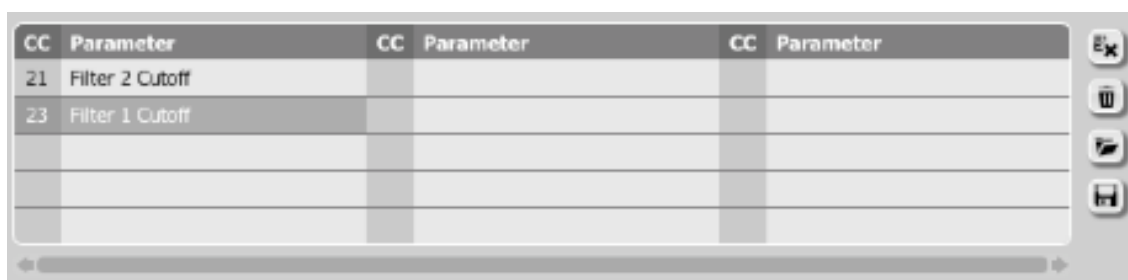 CC Parameter CC Parameter CC Parameter
21 Filter 2 Cutoff
23 Filter 1 Cutoff